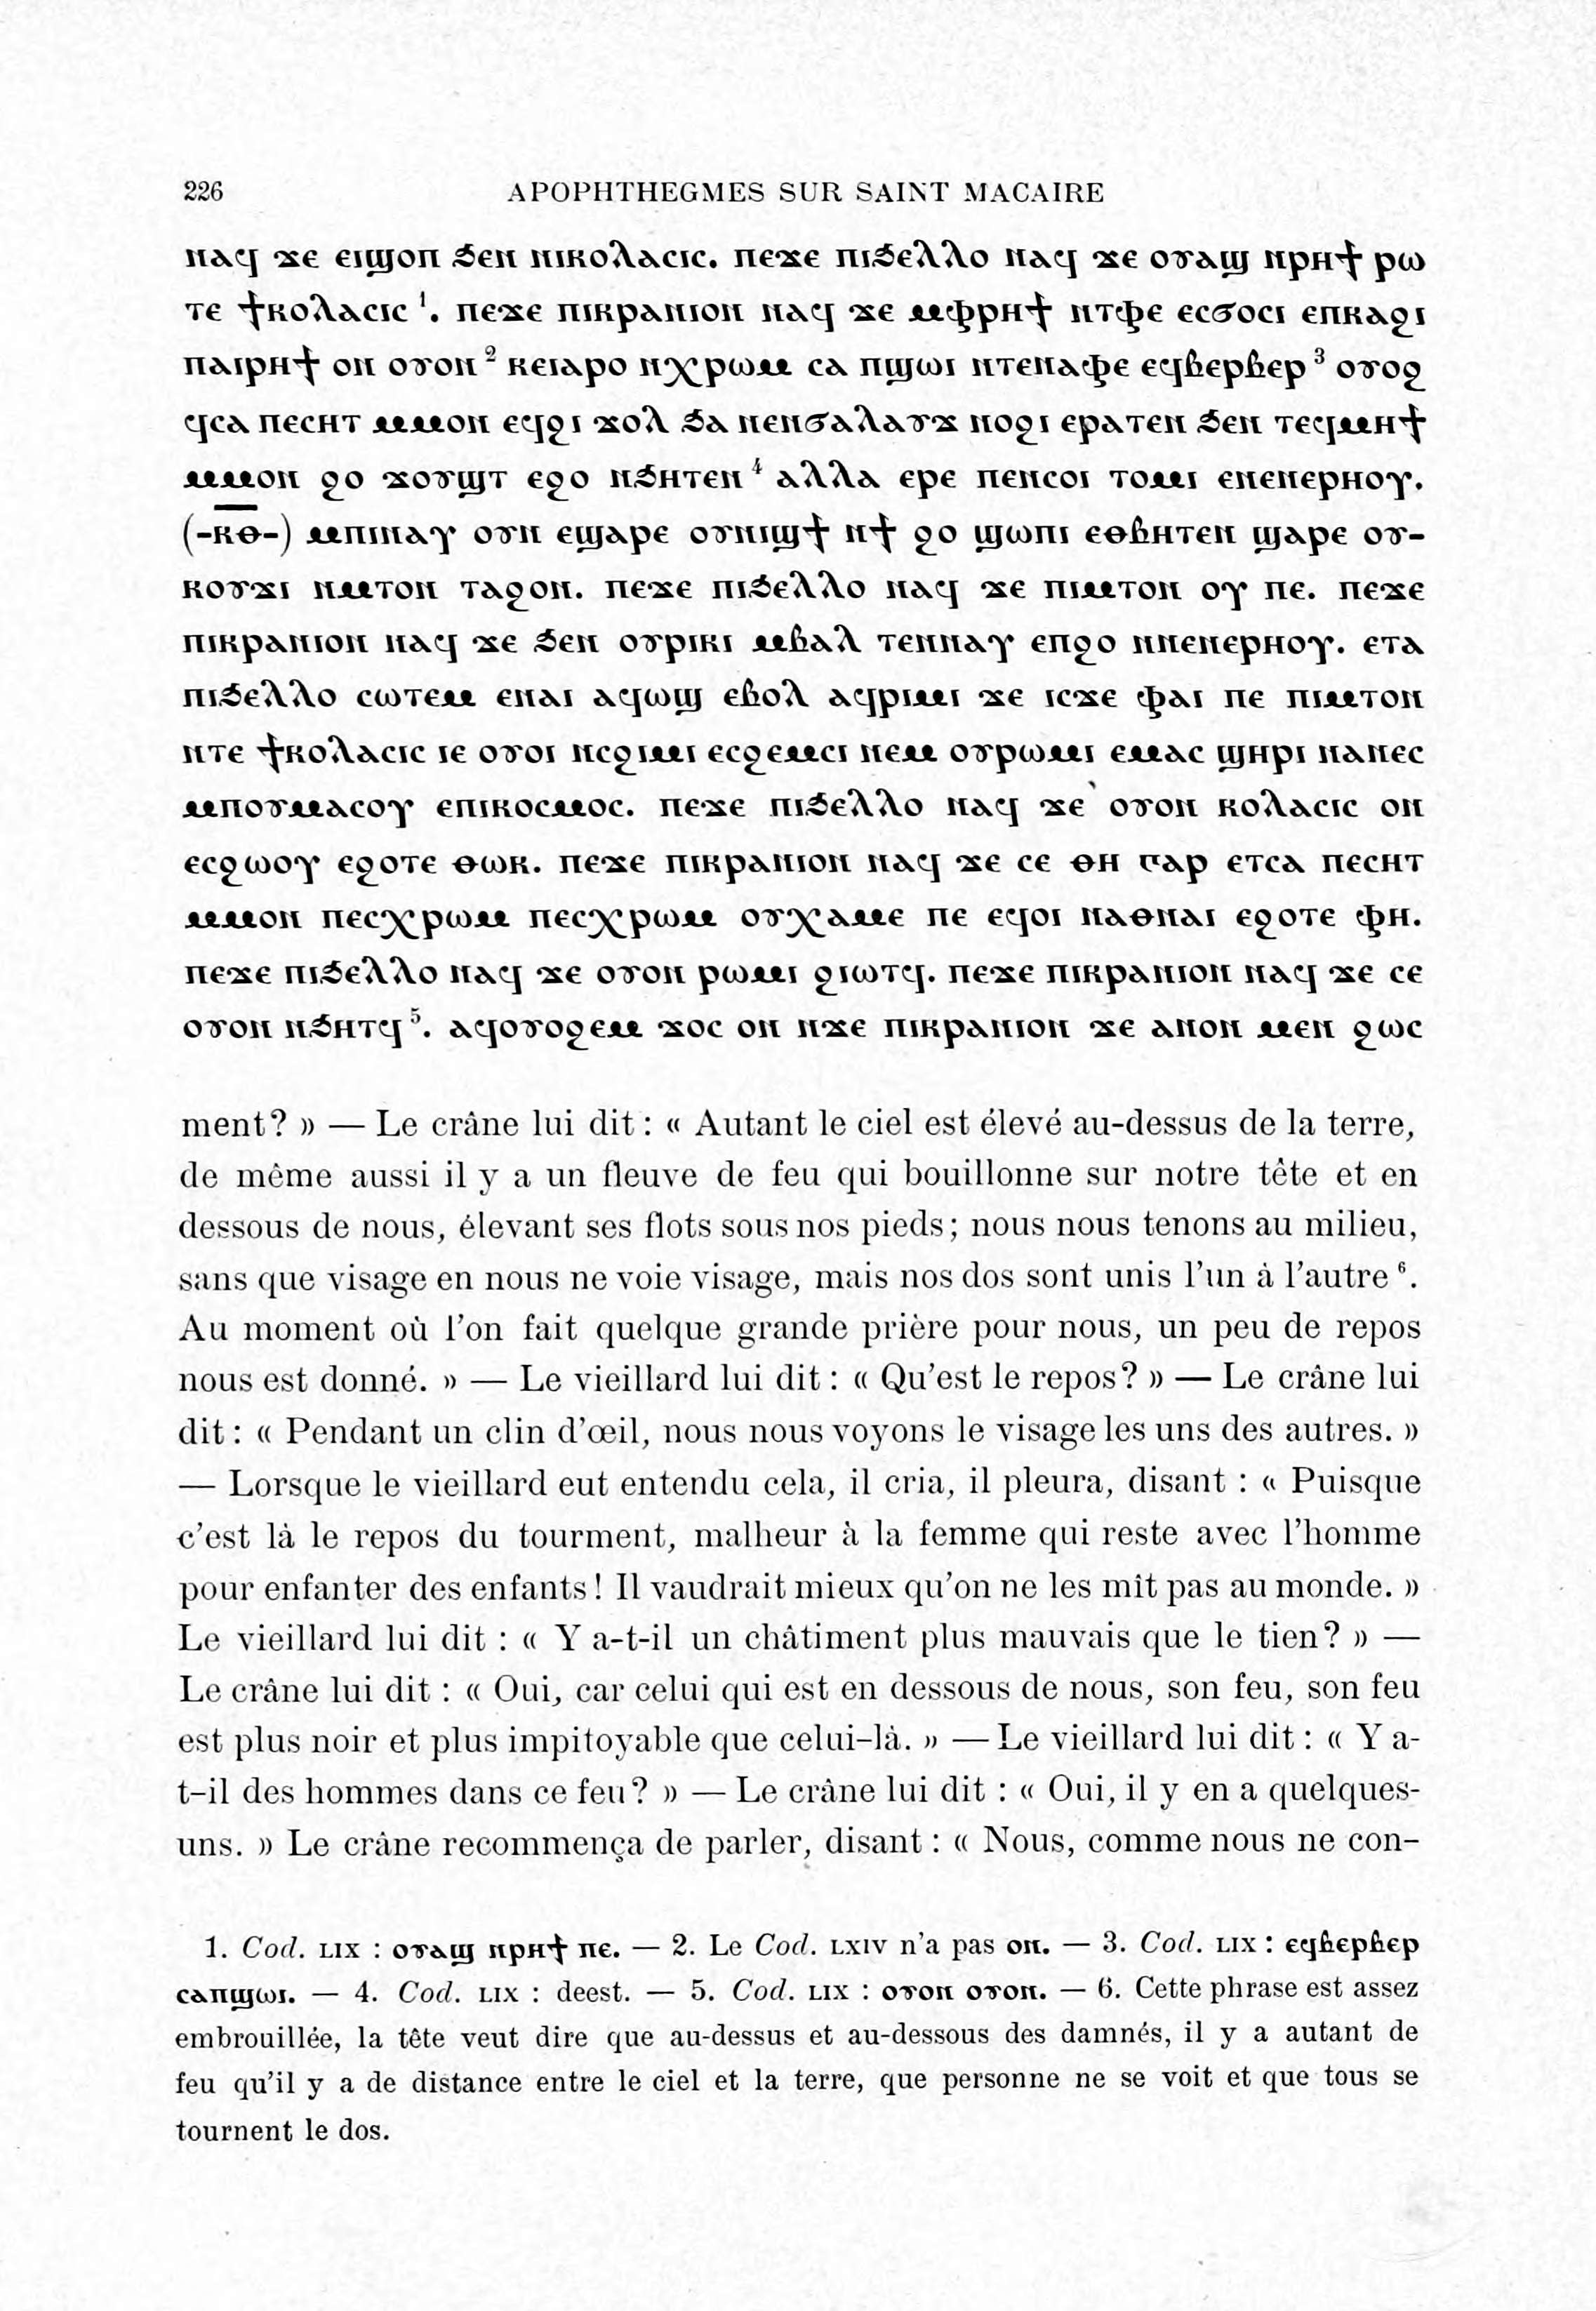 226 APOPHTHEGMES SUR SAINT MACAIRE
ⲛⲁϥ ϫⲉ ⲉⲓϣⲟⲡ ϧⲉⲛ ⲛⲓⲕⲟⲗⲁⲥⲓⲥ. ⲡⲉϫⲉ ⲡⲓϧⲉⲗⲗⲟ ⲛⲁϥ ϫⲉ ⲟⲩⲁϣ ⲛⲣⲏϯ ⲣⲱ
ⲧⲉ ϯⲕⲟⲗⲁⲥⲓⲥ ¹. ⲡⲉϫⲉ ⲡⲓⲕⲣⲁⲛⲓⲟⲛ ⲛⲁϥ ϫⲉ ⲙⲫⲣⲏϯ ⲛⲧⲫⲉ ⲉⲥϭⲟⲥⲓ ⲉⲡⲕⲁϩⲓ
ⲡⲁⲓⲣⲏϯ ⲟⲛ ⲟⲩⲟⲛ ² ⲕⲉⲓⲁⲣⲟ ⲛⲭⲣⲱⲙ ⲥⲁ ⲡϣⲱⲓ ⲛⲧⲉⲛⲁⲫⲉ ⲉϥⲃⲉⲣⲃⲉⲣ ³ ⲟⲩⲟϩ
ϥⲥⲁ ⲡⲉⲥⲏⲧ ⲙⲙⲟⲛ ⲉϥϩⲓ ϫⲟⲗ ϧⲁ ⲛⲉⲛϭⲁⲗⲁⲩϫ ⲛⲟϩⲓ ⲉⲣⲁⲧⲉⲛ ϧⲉⲛ ⲧⲉϥⲙⲏϯ
ⲙⲙⲟⲛ ϩⲟ ϫⲟⲩϣⲧ ⲉϩⲟ ⲛϧⲏⲧⲉⲛ ⁴ ⲁⲗⲗⲁ ⲉⲣⲉ ⲡⲉⲛⲥⲟⲓ ⲧⲟⲙⲓ ⲉⲛⲉⲛⲉⲣⲏⲟⲩ.
(-ⲕ̅ⲑ̅-) ⲙⲡⲓⲛⲁⲩ ⲟⲩⲛ ⲉϣⲁⲣⲉ ⲟⲩⲛⲓϣϯ ⲛϯ ϩⲟ ϣⲱⲡⲓ ⲉⲑⲃⲏⲧⲉⲛ ϣⲁⲣⲉ ⲟⲩ-
ⲕⲟⲩϫⲓ ⲛⲙⲧⲟⲛ ⲧⲁϩⲟⲛ. ⲡⲉϫⲉ ⲡⲓϧⲉⲗⲗⲟ ⲛⲁϥ ϫⲉ ⲡⲓⲙⲧⲟⲛ ⲟⲩ ⲡⲉ. ⲡⲉϫⲉ
ⲡⲓⲕⲣⲁⲛⲓⲟⲛ ⲛⲁϥ ϫⲉ ϧⲉⲛ ⲟⲩⲣⲓⲕⲓ ⲙⲃⲁⲗ ⲧⲉⲛⲛⲁⲩ ⲉⲡϩⲟ ⲛⲛⲉⲛⲉⲣⲏⲟⲩ. ⲉⲧⲁ
ⲡⲓϧⲉⲗⲗⲟ ⲥⲱⲧⲉⲙ ⲉⲛⲁⲓ ⲁϥⲱϣ ⲉⲃⲟⲗ ⲁϥⲣⲓⲙⲓ ϫⲉ ⲓⲥϫⲉ ⲫⲁⲓ ⲡⲉ ⲡⲓⲙⲧⲟⲛ
ⲛⲧⲉ ϯⲕⲟⲗⲁⲥⲓⲥ ⲓⲉ ⲟⲩⲟⲓ ⲛⲥϩⲓⲙⲓ ⲉⲥϩⲉⲙⲥⲓ ⲛⲉⲙ ⲟⲩⲣⲱⲙⲓ ⲉⲙⲁⲥ ϣⲏⲣⲓ ⲛⲁⲛⲉⲥ
ⲙⲡⲟⲩⲙⲁⲥⲟⲩ ⲉⲡⲓⲕⲟⲥⲙⲟⲥ. ⲡⲉϫⲉ ⲡⲓϧⲉⲗⲗⲟ ⲛⲁϥ ϫⲉ ⲟⲩⲟⲛ ⲕⲟⲗⲁⲥⲓⲥ ⲟⲛ
ⲉⲥϩⲱⲟⲩ ⲉϩⲟⲧⲉ ⲑⲱⲕ. ⲡⲉϫⲉ ⲡⲓⲕⲣⲁⲛⲓⲟⲛ ⲛⲁϥ ϫⲉ ⲥⲉ ⲑⲏ ⲅⲁⲣ ⲉⲧⲥⲁ ⲡⲉⲥⲏⲧ
ⲙⲙⲟⲛ ⲡⲉⲥⲭⲣⲱⲙ ⲡⲉⲥⲭⲣⲱⲙ ⲟⲩⲭⲁⲙⲉ ⲡⲉ ⲉϥⲟⲓ ⲛⲁⲑⲛⲁⲓ ⲉϩⲟⲧⲉ ⲫⲏ.
ⲡⲉϫⲉ ⲡⲓϧⲉⲗⲗⲟ ⲛⲁϥ ϫⲉ ⲟⲩⲟⲛ ⲣⲱⲙⲓ ϩⲓⲱⲧϥ. ⲡⲉϫⲉ ⲡⲓⲕⲣⲁⲛⲓⲟⲛ ⲛⲁϥ ϫⲉ ⲥⲉ
ⲟⲩⲟⲛ ⲛϧⲏⲧϥ ⁵. ⲁϥⲟⲩⲟϩⲉⲙ ϫⲟⲥ ⲟⲛ ⲛϫⲉ ⲡⲓⲕⲣⲁⲛⲓⲟⲛ ϫⲉ ⲁⲛⲟⲛ ⲙⲉⲛ ϩⲱⲥ
ment? » — Le crâne lui dit : « Autant le ciel est élevé au-dessus de la terre,
de même aussi il y a un fleuve de feu qui bouillonne sur notre tête et en
dessous de nous, élevant ses flots sous nos pieds; nous nous tenons au milieu,
sans que visage en nous ne voie visage, mais nos dos sont unis l'un à l'autre ⁶.
Au moment où l'on fait quelque grande prière pour nous, un peu de repos
nous est donné. » — Le vieillard lui dit : « Qu'est le repos? » — Le crâne lui
dit : « Pendant un clin d'œil, nous nous voyons le visage les uns des autres. »
— Lorsque le vieillard eut entendu cela, il cria, il pleura, disant : « Puisque
c'est là le repos du tourment, malheur à la femme qui reste avec l'homme
pour enfanter des enfants! Il vaudrait mieux qu'on ne les mît pas au monde. »
Le vieillard lui dit : « Y a-t-il un châtiment plus mauvais que le tien? » —
Le crâne lui dit : « Oui, car celui qui est en dessous de nous, son feu, son feu
est plus noir et plus impitoyable que celui-là. » — Le vieillard lui dit : « Y a-
t-il des hommes dans ce feu? » — Le crâne lui dit : « Oui, il y en a quelques-
uns. » Le crâne recommença de parler, disant : « Nous, comme nous ne con-
1. Cod. LIX : ⲟⲩⲁϣ ⲛⲣⲏϯ ⲡⲉ. — 2. Le Cod. LXIV n'a pas ⲟⲛ. — 3. Cod. LIX : ⲉϥⲃⲉⲣⲃⲉⲣ
ⲥⲁⲡϣⲱⲓ. — 4. Cod. LIX : deest. — 5. Cod. LIX : ⲟⲩⲟⲛ ⲟⲩⲟⲛ. — 6. Cette phrase est assez
embrouillée, la tête veut dire que au-dessus et au-dessous des damnés, il y a autant de
feu qu'il y a de distance entre le ciel et la terre, que personne ne se voit et que tous se
tournent le dos.